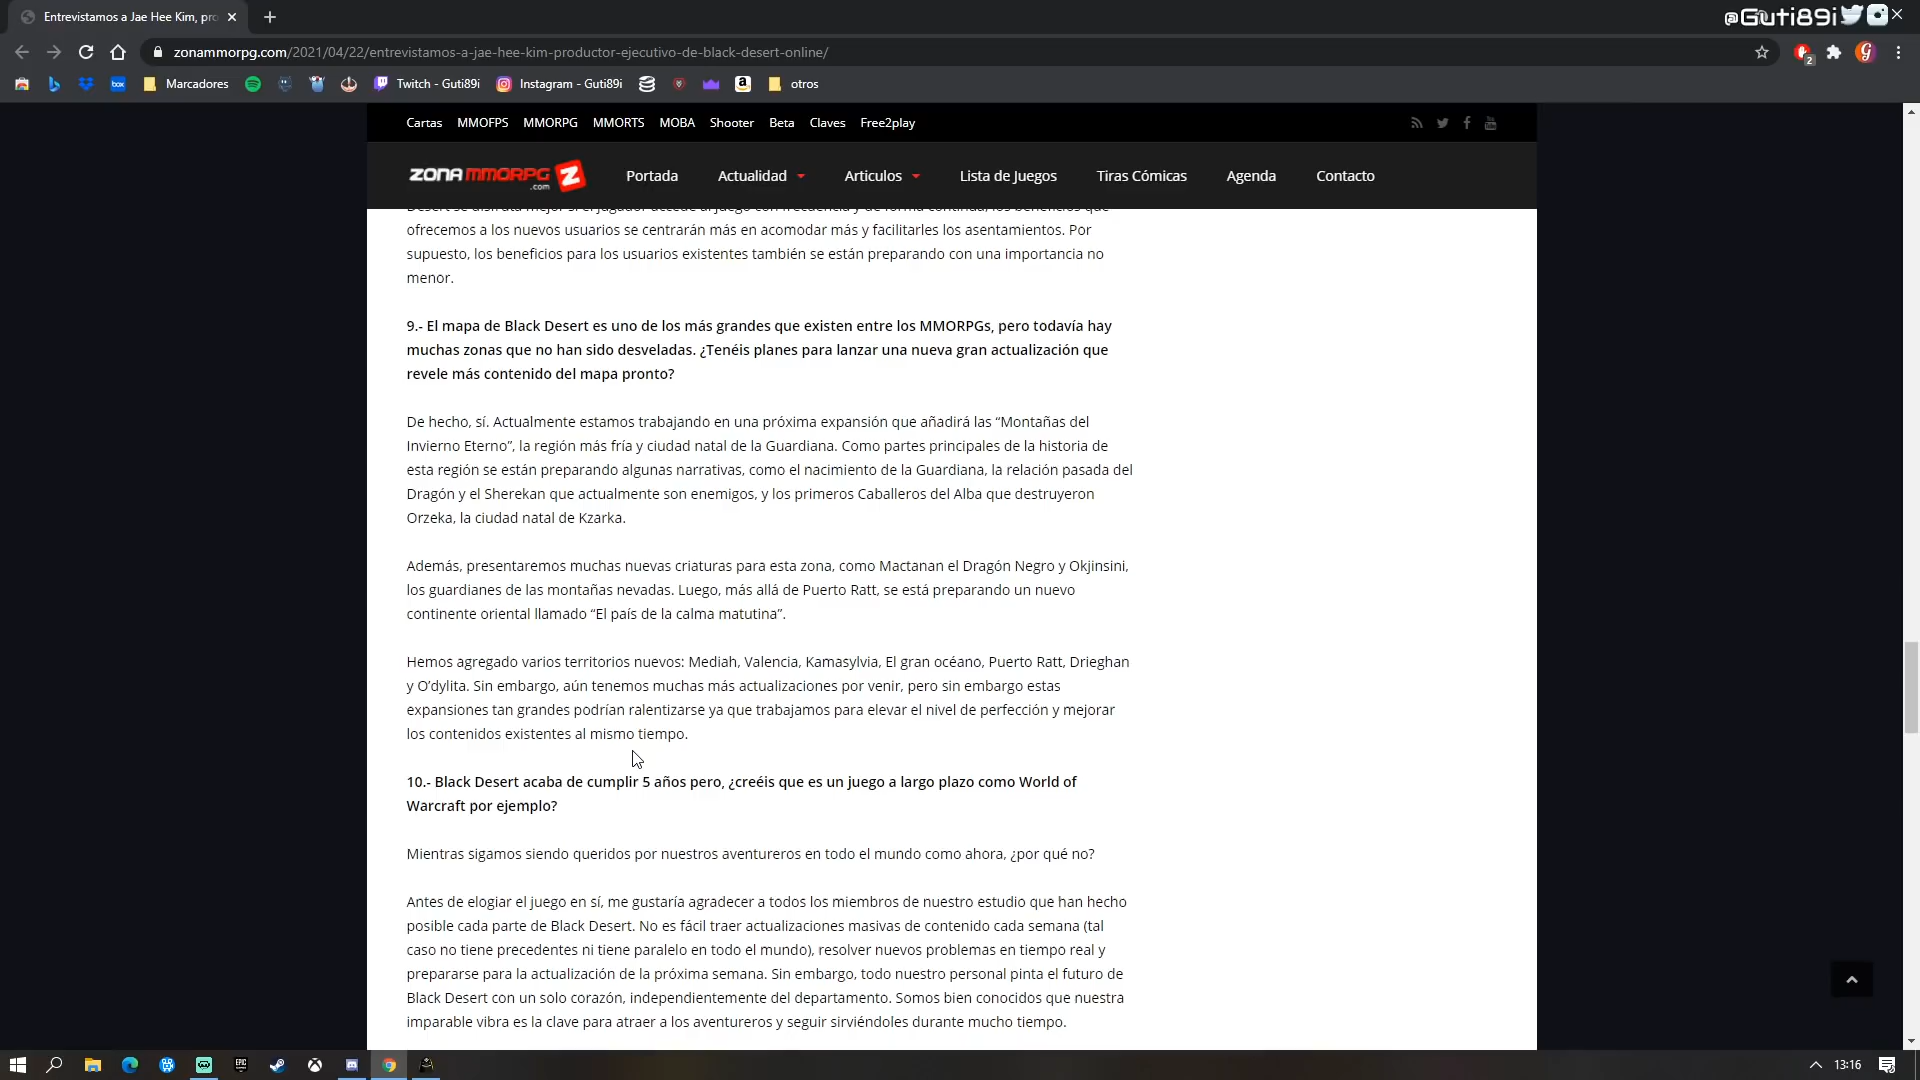 Entrevistamos a Jae Hee Kim, pro
@Guti89i
zonammorpg.com/2021/04/22/entrevistamos-a-jae-hee-kim-productor-ejecutivo-de-black-desert-online/
2
box
Marcadores
Twitch - Guti89i
Instagram - Guti89i
otros
Cartas MMOFPS MMORPG MMORTS MOBA Shooter Beta Claves Free2play
ZONA MMORPG .com Z
Portada Actualidad Articulos Lista de Juegos Tiras Cómicas Agenda Contacto
Desert se disfruta mejor si el jugador accede al juego con frecuencia y de forma continua, los beneficios que
ofrecemos a los nuevos usuarios se centrarán más en acomodar más y facilitarles los asentamientos. Por
supuesto, los beneficios para los usuarios existentes también se están preparando con una importancia no
menor.
9.- El mapa de Black Desert es uno de los más grandes que existen entre los MMORPGs, pero todavía hay
muchas zonas que no han sido desveladas. ¿Tenéis planes para lanzar una nueva gran actualización que
revele más contenido del mapa pronto?
De hecho, sí. Actualmente estamos trabajando en una próxima expansión que añadirá las “Montañas del
Invierno Eterno”, la región más fría y ciudad natal de la Guardiana. Como partes principales de la historia de
esta región se están preparando algunas narrativas, como el nacimiento de la Guardiana, la relación pasada del
Dragón y el Sherekan que actualmente son enemigos, y los primeros Caballeros del Alba que destruyeron
Orzeka, la ciudad natal de Kzarka.
Además, presentaremos muchas nuevas criaturas para esta zona, como Mactanan el Dragón Negro y Okjinsini,
los guardianes de las montañas nevadas. Luego, más allá de Puerto Ratt, se está preparando un nuevo
continente oriental llamado “El país de la calma matutina”.
Hemos agregado varios territorios nuevos: Mediah, Valencia, Kamasylvia, El gran océano, Puerto Ratt, Drieghan
y O’dylita. Sin embargo, aún tenemos muchas más actualizaciones por venir, pero sin embargo estas
expansiones tan grandes podrían ralentizarse ya que trabajamos para elevar el nivel de perfección y mejorar
los contenidos existentes al mismo tiempo.
10.- Black Desert acaba de cumplir 5 años pero, ¿creéis que es un juego a largo plazo como World of
Warcraft por ejemplo?
Mientras sigamos siendo queridos por nuestros aventureros en todo el mundo como ahora, ¿por qué no?
Antes de elogiar el juego en sí, me gustaría agradecer a todos los miembros de nuestro estudio que han hecho
posible cada parte de Black Desert. No es fácil traer actualizaciones masivas de contenido cada semana (tal
caso no tiene precedentes ni tiene paralelo en todo el mundo), resolver nuevos problemas en tiempo real y
prepararse para la actualización de la próxima semana. Sin embargo, todo nuestro personal pinta el futuro de
Black Desert con un solo corazón, independientemente del departamento. Somos bien conocidos que nuestra
imparable vibra es la clave para atraer a los aventureros y seguir sirviéndoles durante mucho tiempo.
13:16